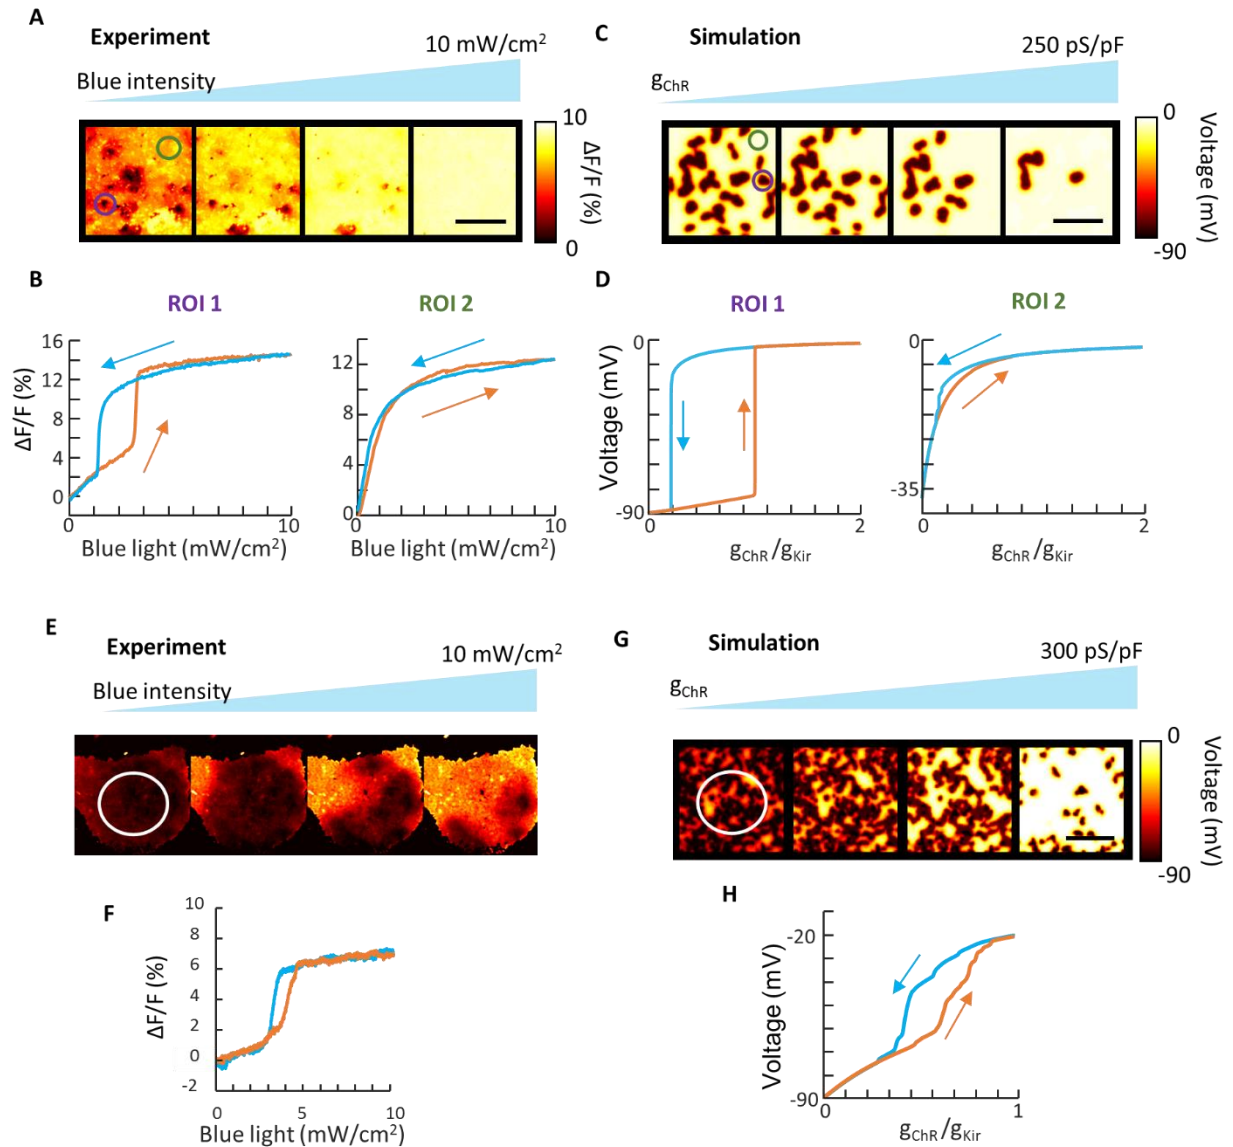 A
Experiment
10 mW/cm²
Blue intensity
10
ΔF/F (%)
0
C
Simulation
250 pS/pF
gChR
0
Voltage (mV)
-90
B
ROI 1
ROI 2
16
12
8
4
0
ΔF/F (%)
0
10
Blue light (mW/cm²)
12
8
4
0
0
10
Blue light (mW/cm²)
D
ROI 1
ROI 2
0
-90
Voltage (mV)
0
2
gChR/gKir
0
-35
0
2
gChR/gKir
E
Experiment
10 mW/cm²
Blue intensity
G
Simulation
300 pS/pF
gChR
0
Voltage (mV)
-90
F
10
8
6
4
2
0
-2
ΔF/F (%)
0
5
10
Blue light (mW/cm²)
H
-20
-90
Voltage (mV)
0
1
gChR/gKir